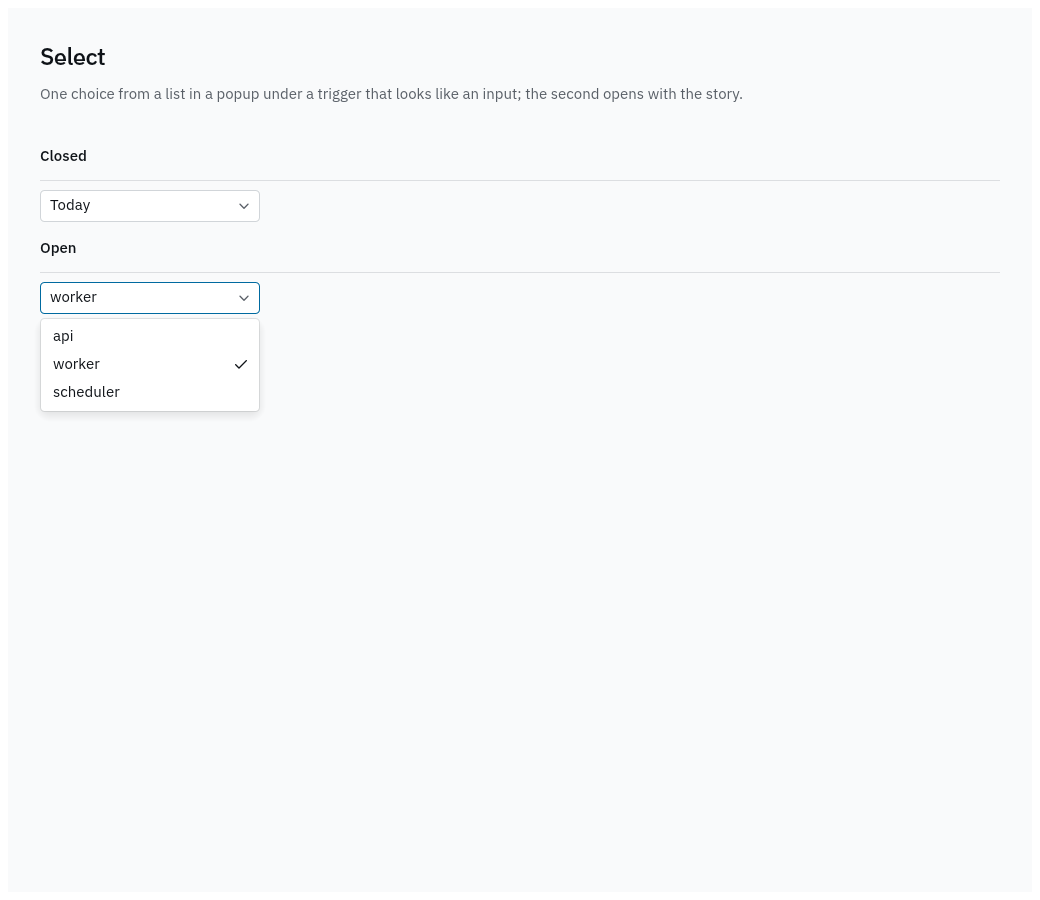 Select
One choice from a list in a popup under a trigger that looks like an input; the second opens with the story.
Closed
Today
Open
worker
api
worker
scheduler